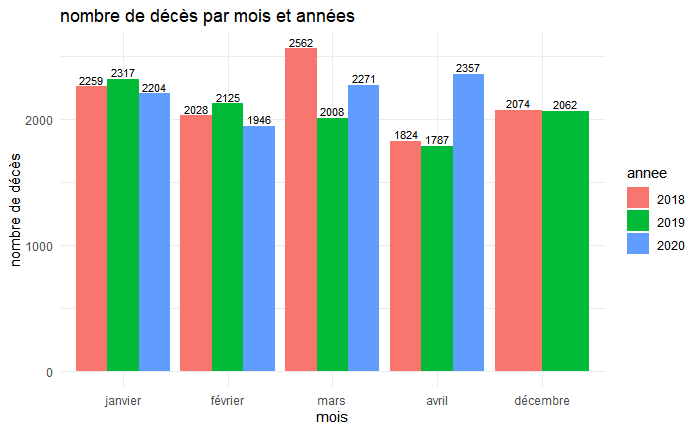 nombre de décès par mois et années
nombre de décès
2000
1000
0
2259
2317
2204
2028
2125
1946
2562
2008
2271
1824
1787
2357
2074
2062
janvier
février
mars
avril
décembre
mois
annee
2018
2019
2020